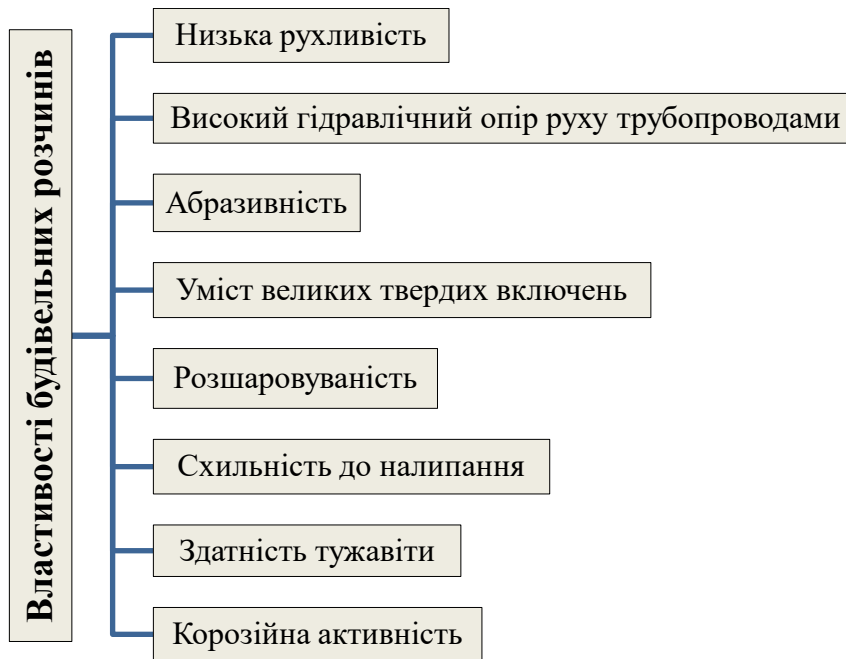 Властивості будівельних розчинів
Низька рухливість
Високий гідравлічний опір руху трубопроводами
Абразивність
Уміст великих твердих включень
Розшаровуваність
Схильність до налипання
Здатність тужавіти
Корозійна активність